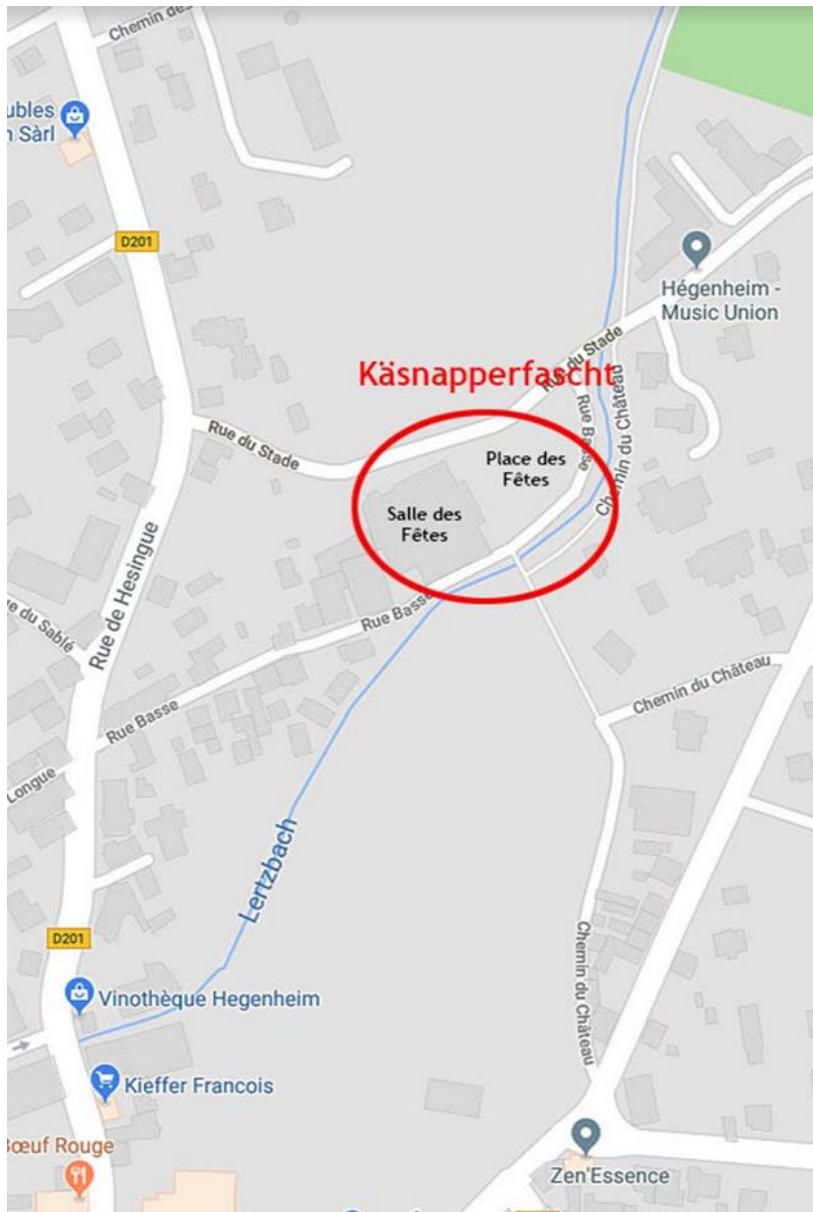 Chemin des
ubles
n Sàrl
D201
Hégenheim -
Music Union
Rue du Stade
Käsnapperfascht
Rue Basse
Chemin du Château
Rue du Stade
Place des
Fêtes
Salle des
Fêtes
Rue de Hesingue
e du Sablé
Rue Basse
Chemin du Château
Rue Basse
Longue
Lertzbach
D201
Chemin du Château
Vinothèque Hegenheim
Kieffer Francois
Bœuf Rouge
Zen'Essence